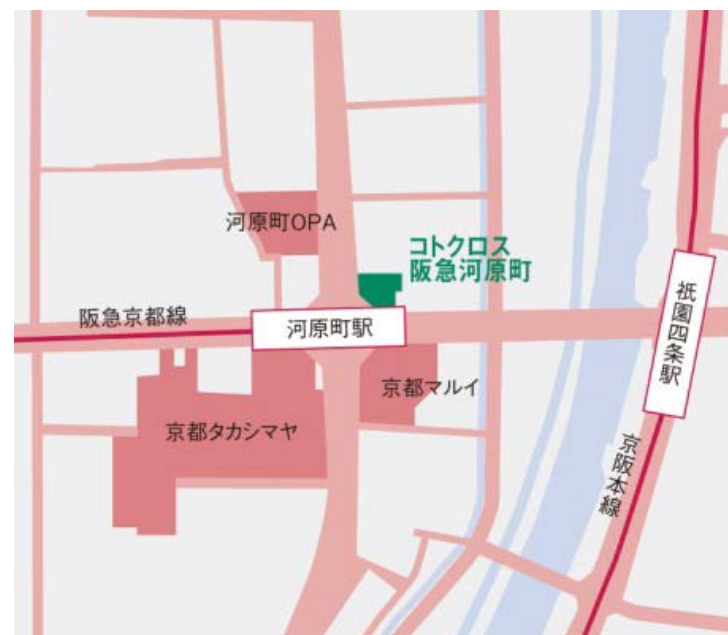 河原町OPA
コトクロス
阪急河原町
阪急京都線
河原町駅
祇園四条駅
京都マルイ
京都タカシマヤ
京阪本線